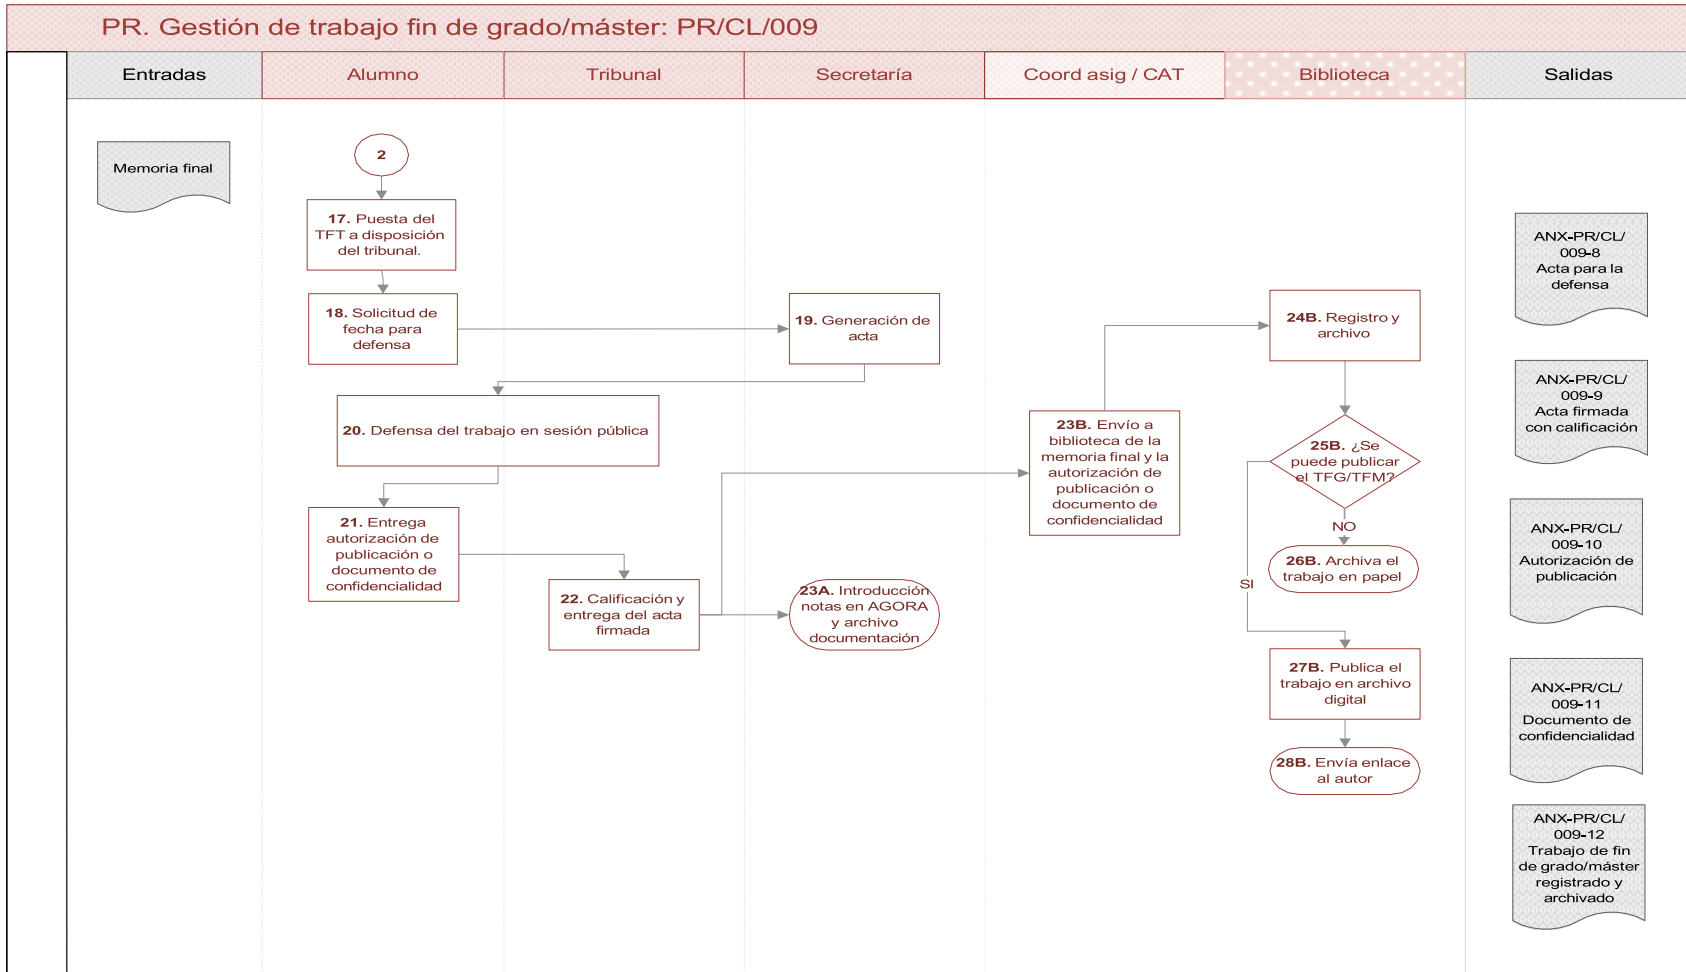 PR. Gestión de trabajo fin de grado/máster: PR/CL/009
Entradas
Alumno
Tribunal
Secretaría
Coord asig / CAT
Biblioteca
Salidas
Memoria final
2
17. Puesta del
TFT a disposición
del tribunal.
18. Solicitud de
fecha para
defensa
19. Generación de
acta
20. Defensa del trabajo en sesión pública
21. Entrega
autorización de
publicación o
documento de
confidencialidad
22. Calificación y
entrega del acta
firmada
23A. Introducción
notas en AGORA
y archivo
documentación
23B. Envío a
biblioteca de la
memoria final y la
autorización de
publicación o
documento de
confidencialidad
24B. Registro y
archivo
25B. ¿Se
puede publicar
el TFG/TFM?
NO
26B. Archiva el
trabajo en papel
SI
27B. Publica el
trabajo en archivo
digital
28B. Envía enlace
al autor
ANX-PR/CL/
009-8
Acta para la
defensa
ANX-PR/CL/
009-9
Acta firmada
con calificación
ANX-PR/CL/
009-10
Autorización de
publicación
ANX-PR/CL/
009-11
Documento de
confidencialidad
ANX-PR/CL/
009-12
Trabajo de fin
de grado/máster
registrado y
archivado